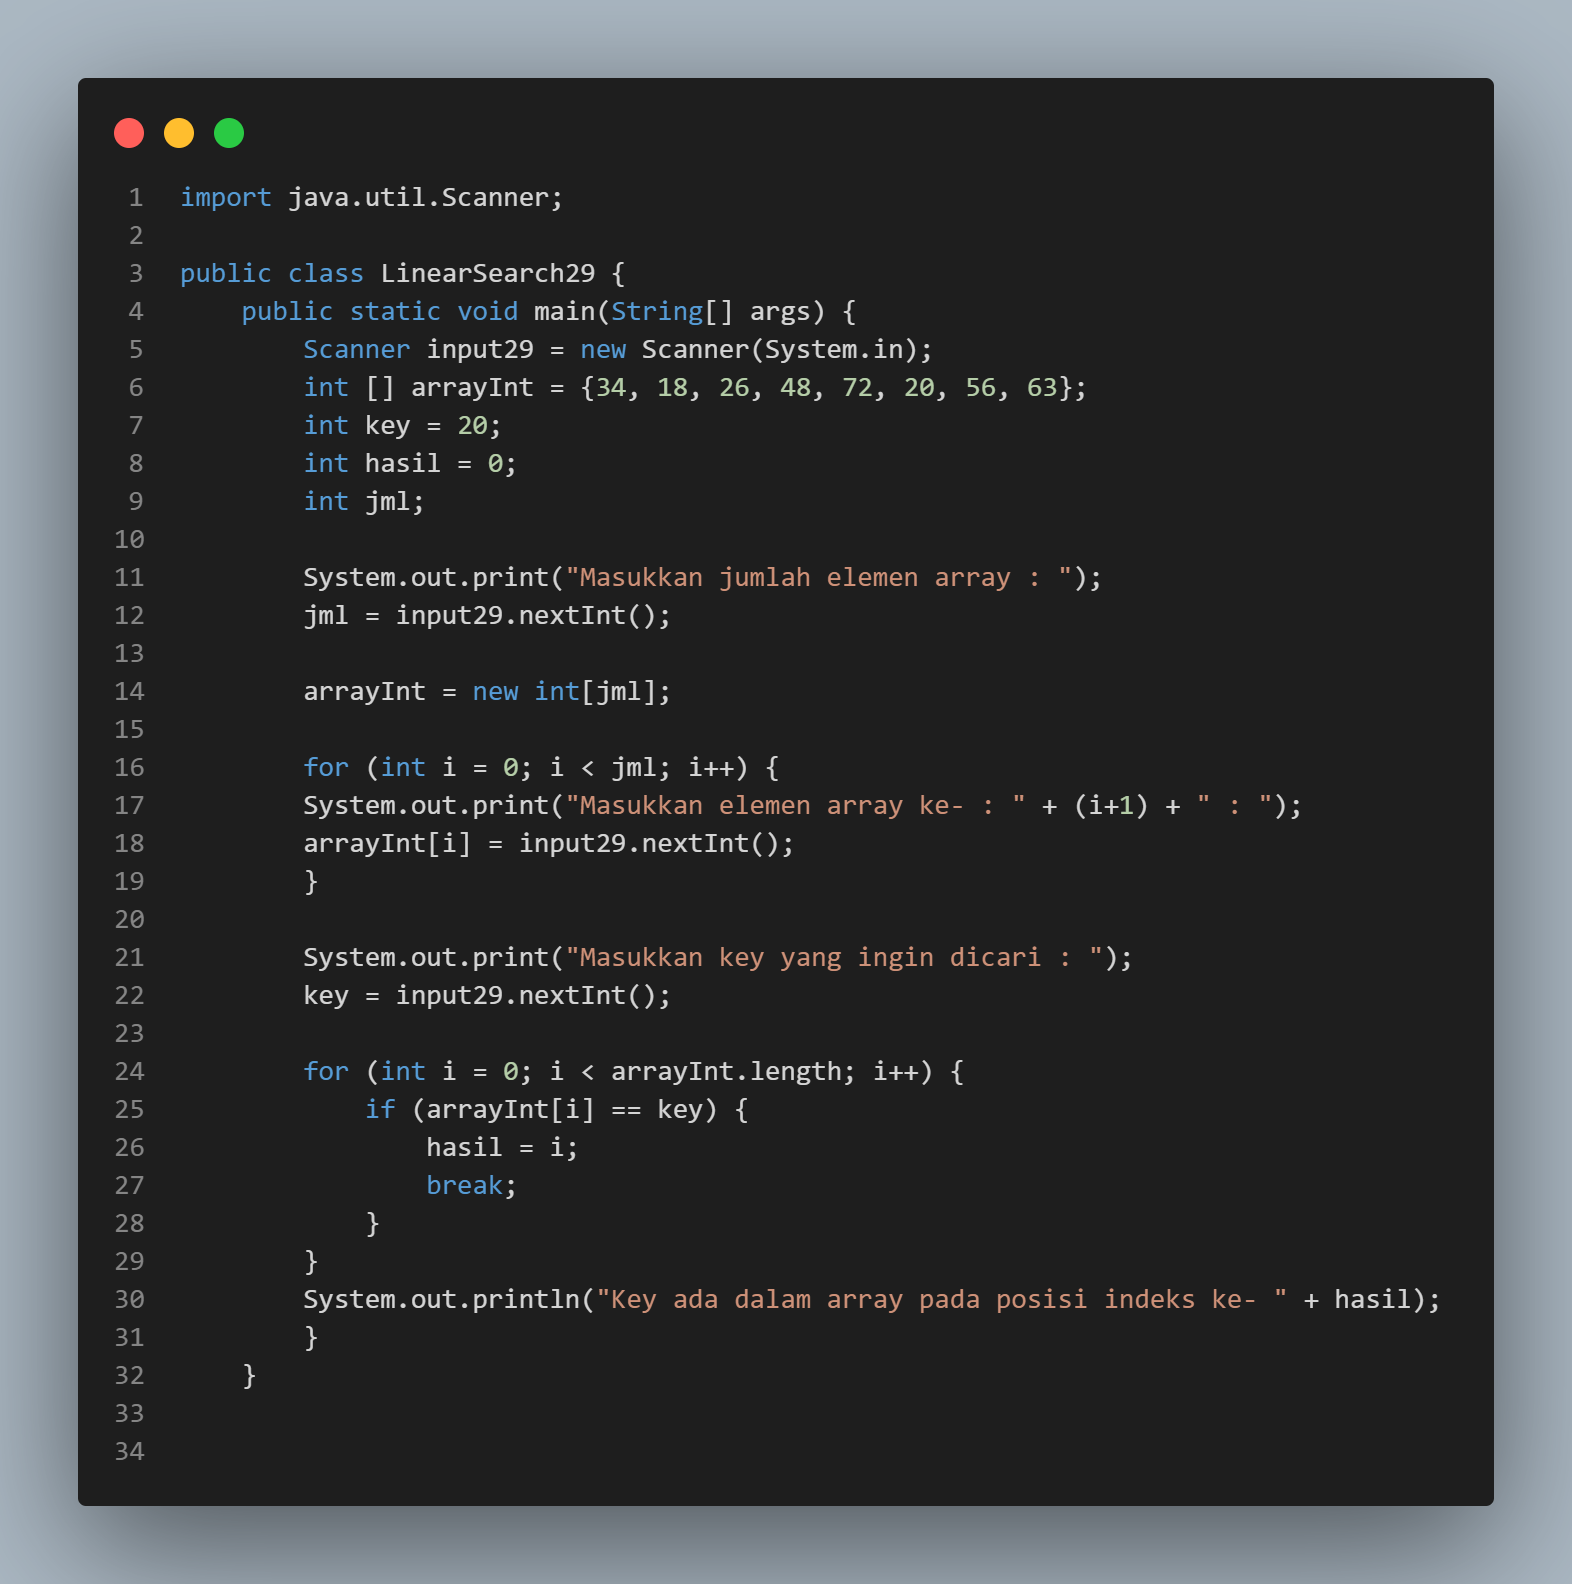 1 import java.util.Scanner;
2
3 public class LinearSearch29 {
4     public static void main(String[] args) {
5         Scanner input29 = new Scanner(System.in);
6         int [] arrayInt = {34, 18, 26, 48, 72, 20, 56, 63};
7         int key = 20;
8         int hasil = 0;
9         int jml;
10
11         System.out.print("Masukkan jumlah elemen array : ");
12         jml = input29.nextInt();
13
14         arrayInt = new int[jml];
15
16         for (int i = 0; i < jml; i++) {
17         System.out.print("Masukkan elemen array ke- : " + (i+1) + " : ");
18         arrayInt[i] = input29.nextInt();
19         }
20
21         System.out.print("Masukkan key yang ingin dicari : ");
22         key = input29.nextInt();
23
24         for (int i = 0; i < arrayInt.length; i++) {
25             if (arrayInt[i] == key) {
26                 hasil = i;
27                 break;
28             }
29         }
30         System.out.println("Key ada dalam array pada posisi indeks ke- " + hasil);
31         }
32     }
33
34